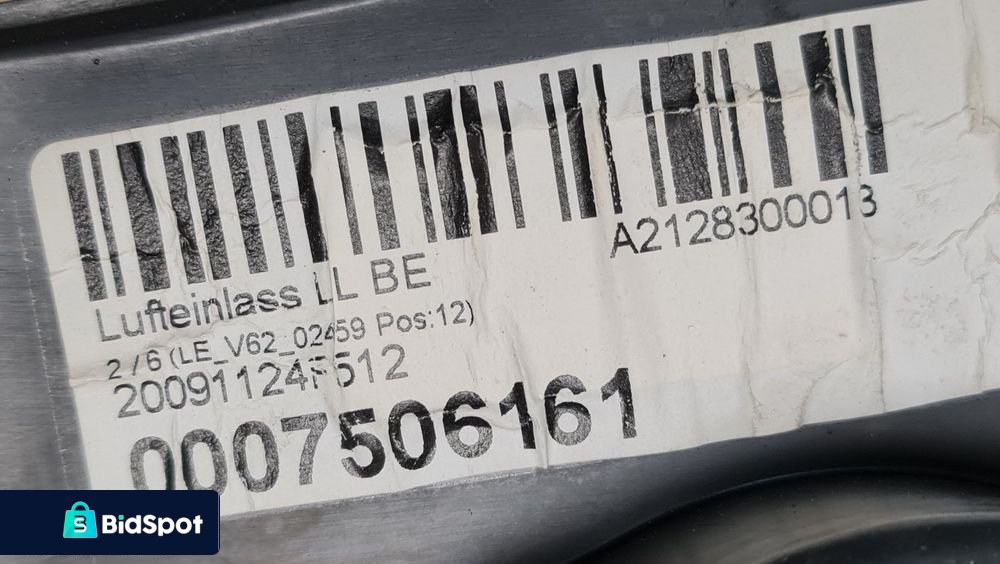 A2128300013
Lufteinlass LL BE
2 / 6 (LE_V62_02459 Pos:12)
20091124F512
0007506161
BidSpot